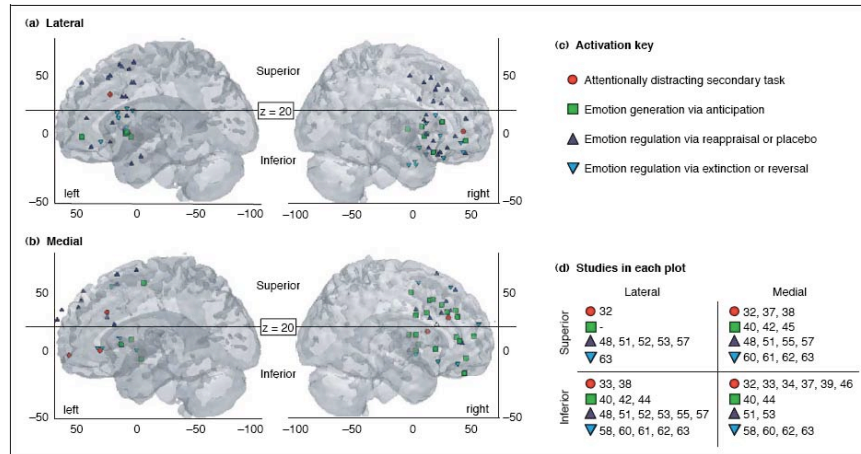 (a) Lateral
50
0
−50
Superior
z = 20
Inferior
left
right
50 0 −50 −100
−100 −50 0 50
50
0
−50
(b) Medial
50
0
−50
Superior
z = 20
Inferior
left
right
50 0 −50 −100
−100 −50 0 50
50
0
−50
(c) Activation key
Attentionally distracting secondary task
Emotion generation via anticipation
Emotion regulation via reappraisal or placebo
Emotion regulation via extinction or reversal
(d) Studies in each plot
Lateral Medial
Superior
32 32, 37, 38
- 40, 42, 45
48, 51, 52, 53, 57 48, 51, 55, 57
63 60, 61, 62, 63
Inferior
33, 38 32, 33, 34, 37, 39, 46
40, 42, 44 40, 44
48, 51, 52, 53, 55, 57 51, 53
58, 60, 61, 62, 63 58, 60, 62, 63